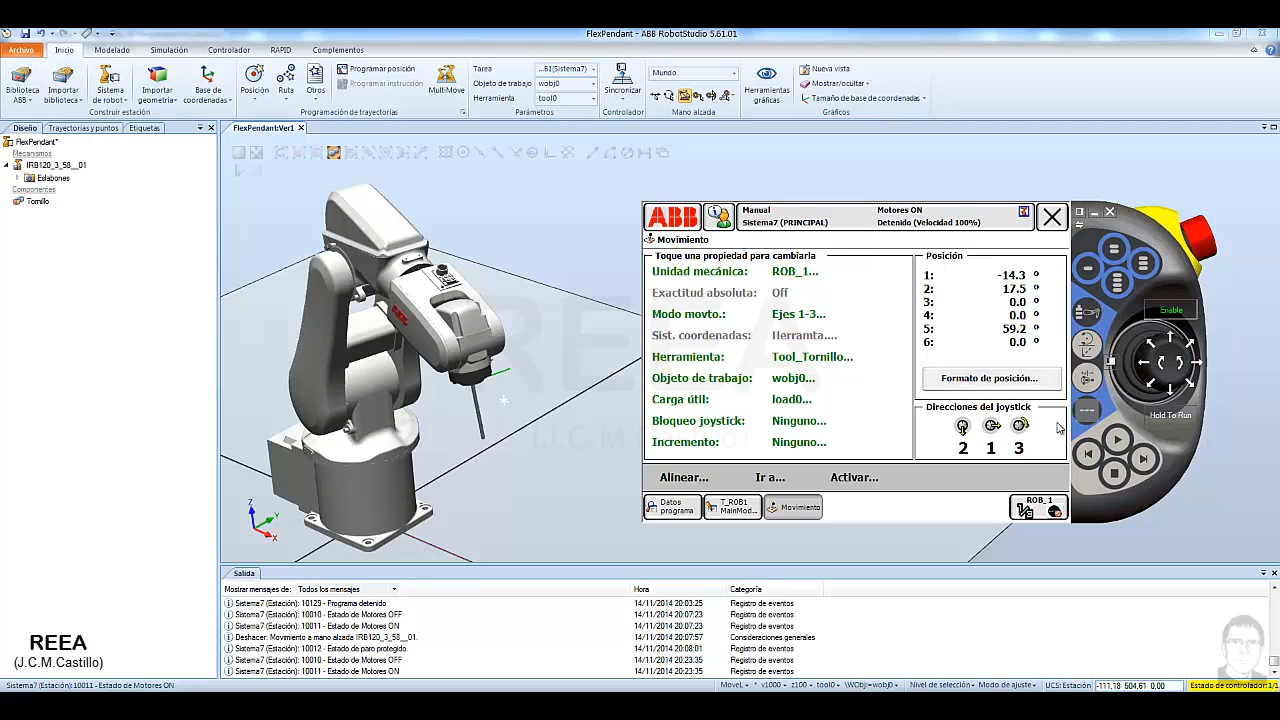 FlexPendant - ABB RobotStudio 5.61.01
Archivo Inicio Modelado Simulación Controlador RAPID Complementos
Biblioteca ABB
Importar biblioteca
Sistema de robot
Importar geometría
Base de coordenadas
Construir estación
Posición
Ruta
Otros
Programar posición
Programar instrucción
MultiMove
Programación de trayectorias
Tarea ...B1(Sistema7)
Objeto de trabajo wobj0
Herramienta tool0
Parámetros
Sincronizar
Controlador
Mundo
Mano alzada
Herramientas gráficas
Nueva vista
Mostrar/ocultar
Tamaño de base de coordenadas
Gráficos
Diseño Trayectorias y puntos Etiquetas
FlexPendant*
Mecanismos
IRB120_3_58__01
Eslabones
Componentes
Tornillo
FlexPendant:Ver1
ABB
Manual Motores ON
Sistema7 (PRINCIPAL) Detenido (Velocidad 100%)
Movimiento
Toque una propiedad para cambiarla
Unidad mecánica: ROB_1...
Exactitud absoluta: Off
Modo movto.: Ejes 1-3...
Sist. coordenadas: Herramta....
Herramienta: Tool_Tornillo...
Objeto de trabajo: wobj0...
Carga útil: load0...
Bloqueo joystick: Ninguno...
Incremento: Ninguno...
Posición
1: -14.3 º
2: 17.5 º
3: 0.0 º
4: 0.0 º
5: 59.2 º
6: 0.0 º
Formato de posición...
Direcciones del joystick
2 1 3
Alinear... Ir a... Activar...
Datos programa
T_ROB1 MainMod...
Movimiento
ROB_1
Enable
Hold To Run
REEA
(J.C.M.Castillo)
Salida
Mostrar mensajes de: Todos los mensajes Hora Categoría
Sistema7 (Estación): 10129 - Programa detenido 14/11/2014 20:03:25 Registro de eventos
Sistema7 (Estación): 10010 - Estado de Motores OFF 14/11/2014 20:07:23 Registro de eventos
Sistema7 (Estación): 10011 - Estado de Motores ON 14/11/2014 20:07:23 Registro de eventos
Deshacer: Movimiento a mano alzada IRB120_3_58__01. 14/11/2014 20:07:57 Consideraciones generales
Sistema7 (Estación): 10012 - Estado de paro protegido 14/11/2014 20:08:01 Registro de eventos
Sistema7 (Estación): 10010 - Estado de Motores OFF 14/11/2014 20:23:35 Registro de eventos
Sistema7 (Estación): 10011 - Estado de Motores ON 14/11/2014 20:23:35 Registro de eventos
REEA
(J.C.M.Castillo)
Sistema7 (Estación): 10011 - Estado de Motores ON
MoveL * v1000 z100 tool0 \WObj:=wobj0 Nivel de selección Modo de ajuste UCS: Estación -111,18 504,61 0,00 Estado de controlador: 1/1